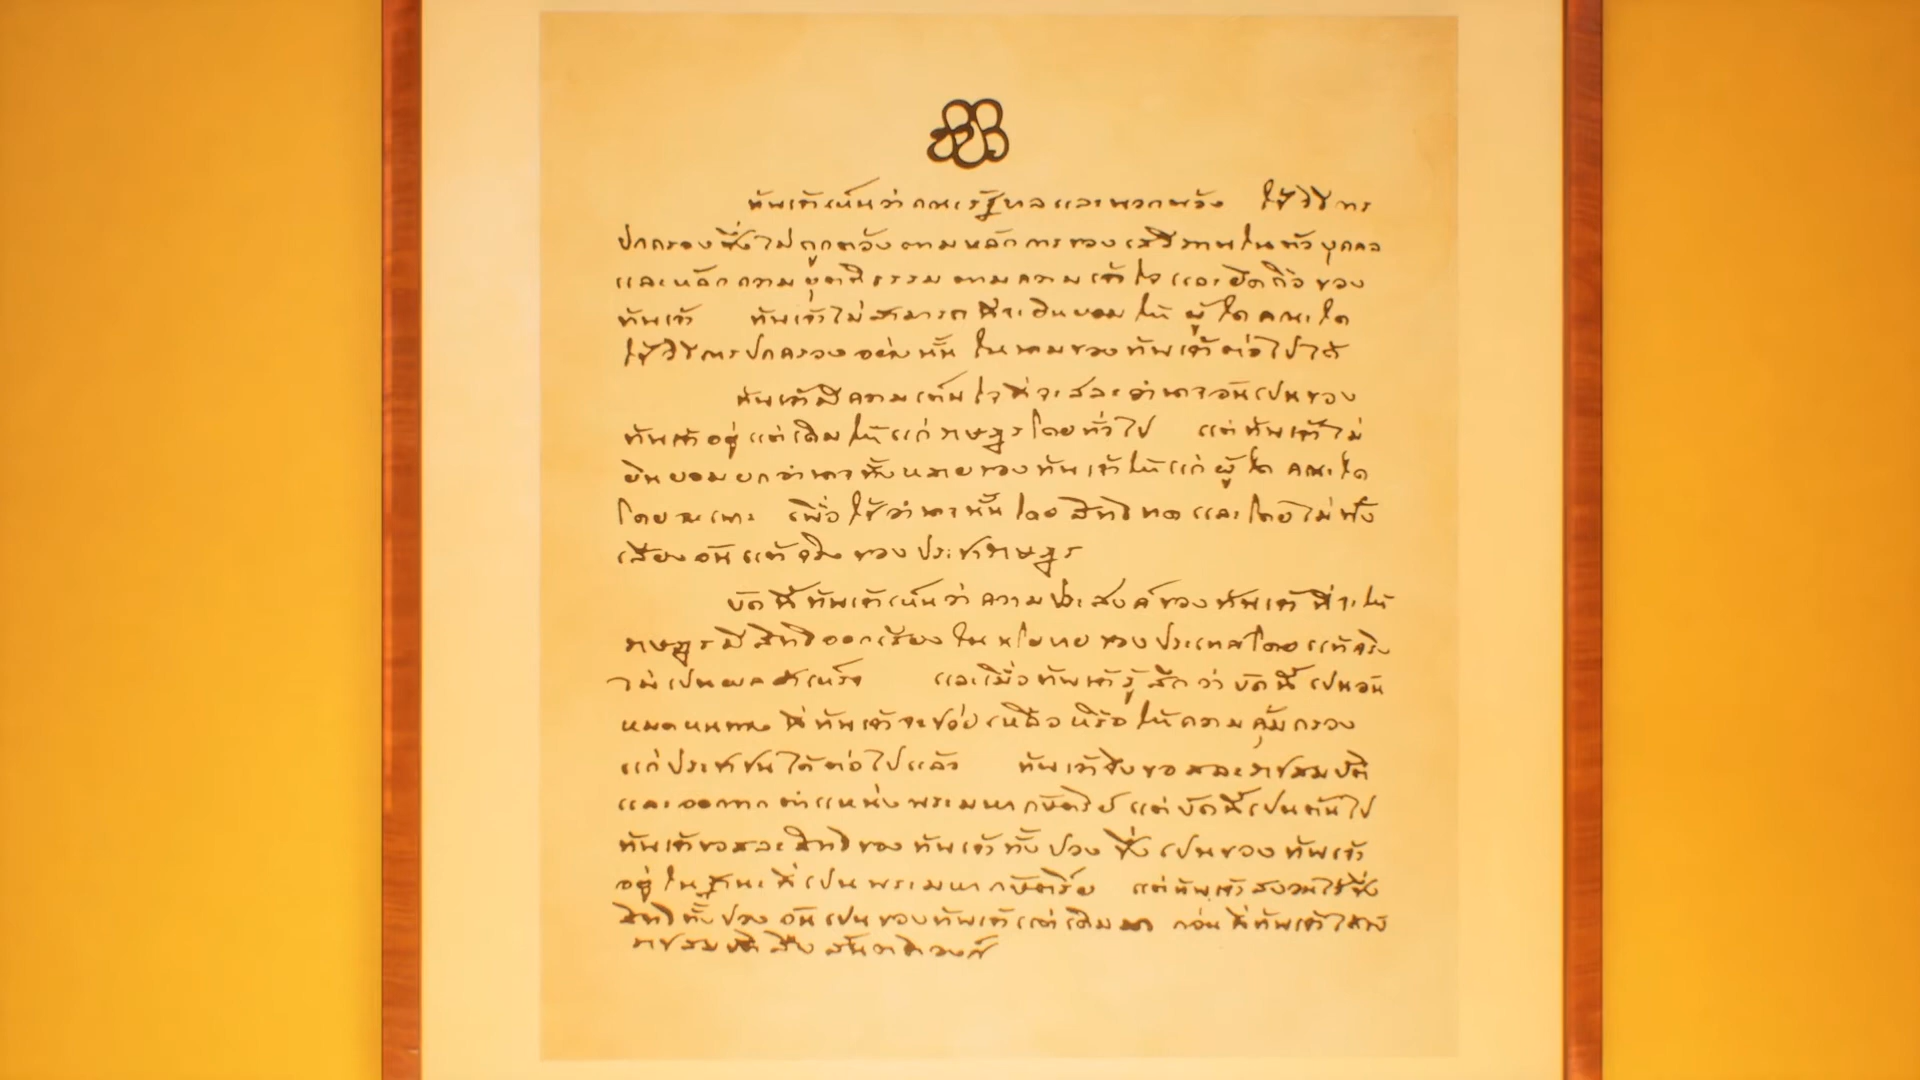 ข้าพเจ้าเห็นว่าคณะรัฐบาลและพวกพ้อง ใช้วิธีการ
ปกครองซึ่งไม่ถูกต้องตามหลักการของเสรีภาพในตัวบุคคล
และหลักความยุตติธรรมตามความเข้าใจและยึดถือของ
ข้าพเจ้า ข้าพเจ้าไม่สามารถที่จะยินยอมให้ผู้ใด คณะใด
ใช้วิธีการปกครองอย่างนั้น ในนามของข้าพเจ้าต่อไปได้
ข้าพเจ้ามีความเต็มใจที่จะสละอำนาจอันเป็นของ
ข้าพเจ้าอยู่แต่เดิมให้แก่ราษฎรโดยทั่วไป แต่ข้าพเจ้าไม่
ยินยอมยกอำนาจทั้งหลายของข้าพเจ้าให้แก่ผู้ใด คณะใด
โดยฉะเพาะ เพื่อใช้อำนาจนั้นโดยสิทธิขาดและโดยไม่ฟัง
เสียงอันแท้จริงของประชาราษฎร
บัดนี้ข้าพเจ้าเห็นว่าความประสงค์ของข้าพเจ้าที่จะให้
ราษฎรมีสิทธิออกเสียงในนโยบายของประเทศโดยแท้จริง
ไม่เป็นผลสำเร็จ และเมื่อข้าพเจ้ารู้สึกว่าบัดนี้เป็นอัน
หมดหนทาง ที่ข้าพเจ้าจะช่วยเหลือหรือให้ความคุ้มครอง
แก่ประชาชนได้ต่อไปแล้ว ข้าพเจ้าจึงขอสละราชสมบัติ
และออกจากตำแหน่งพระมหากษัตริย์ แต่บัดนี้เป็นต้นไป
ข้าพเจ้าขอสละสิทธิของข้าพเจ้าทั้งปวง ซึ่งเป็นของข้าพเจ้า
อยู่ในฐานะที่เป็นพระมหากษัตริย์ แต่ข้าพเจ้าสงวนไว้ซึ่ง
สิทธิทั้งปวงอันเป็นของข้าพเจ้าแต่เดิมมา ก่อนที่ข้าพเจ้าได้รับ
ราชสมบัติสืบสันตติวงศ์